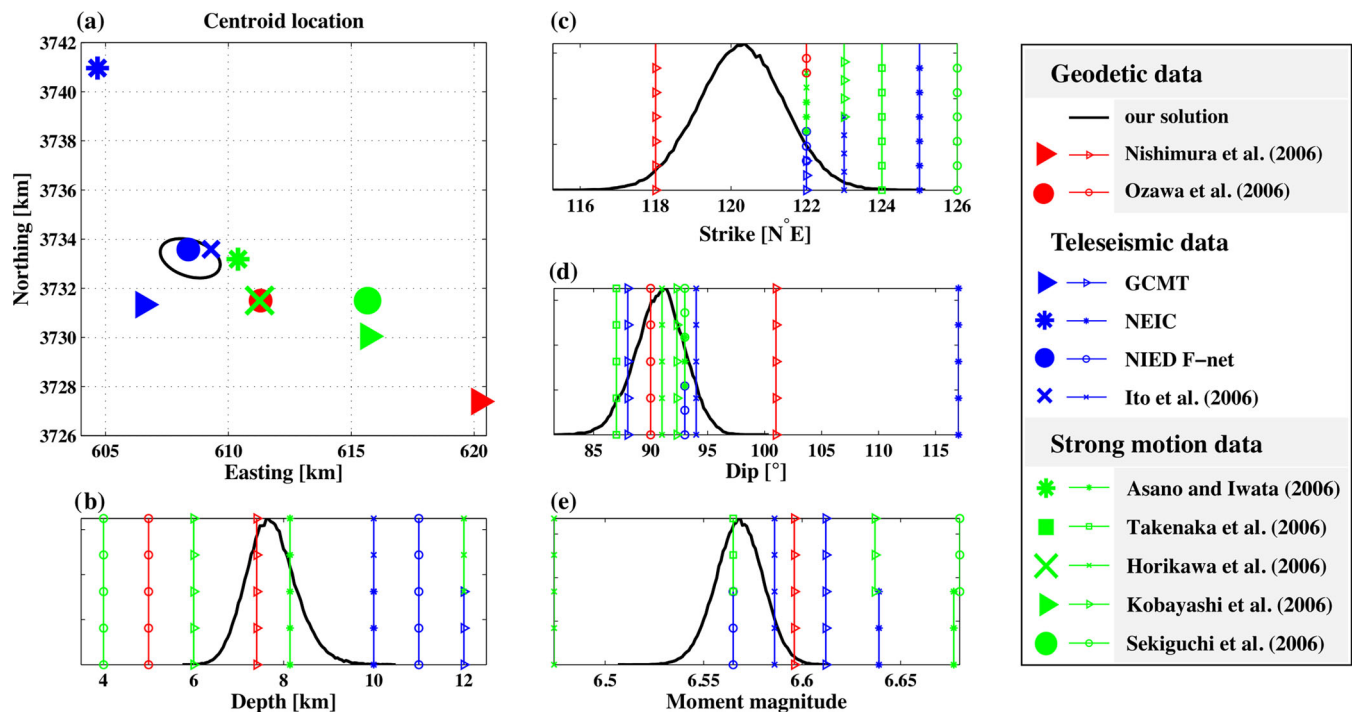 (a)
Centroid location
3742
3740
3738
3736
3734
3732
3730
3728
3726
Northing [km]
605 610 615 620
Easting [km]
(b)
4 6 8 10 12
Depth [km]
(c)
116 118 120 122 123 124 125 126
Strike [N°E]
(d)
85 90 95 100 105 110 115
Dip [°]
(e)
6.5 6.55 6.6 6.65
Moment magnitude
Geodetic data
our solution
Nishimura et al. (2006)
Ozawa et al. (2006)
Teleseismic data
GCMT
NEIC
NIED F−net
Ito et al. (2006)
Strong motion data
Asano and Iwata (2006)
Takenaka et al. (2006)
Horikawa et al. (2006)
Kobayashi et al. (2006)
Sekiguchi et al. (2006)